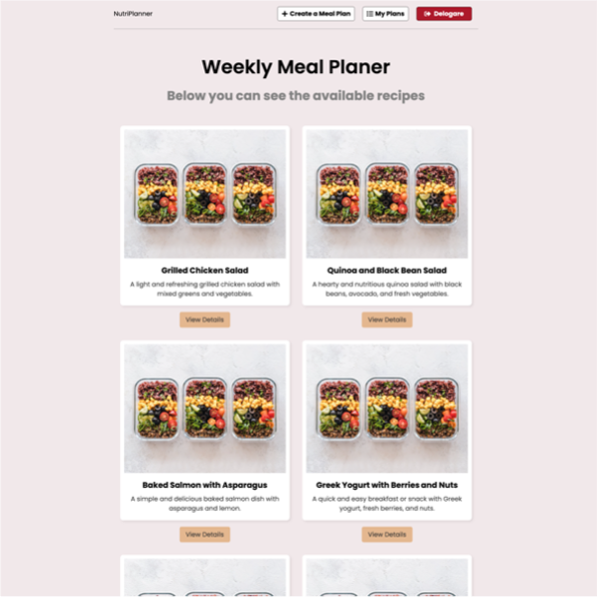 NutriPlanner
Create a Meal Plan
My Plans
Delogare
Weekly Meal Planer
Below you can see the available recipes
Grilled Chicken Salad
A light and refreshing grilled chicken salad with
mixed greens and vegetables.
View Details
Quinoa and Black Bean Salad
A hearty and nutritious quinoa salad with black
beans, avocado, and fresh vegetables.
View Details
Baked Salmon with Asparagus
A simple and delicious baked salmon dish with
asparagus and lemon.
View Details
Greek Yogurt with Berries and Nuts
A quick and easy breakfast or snack with Greek
yogurt, fresh berries, and nuts.
View Details